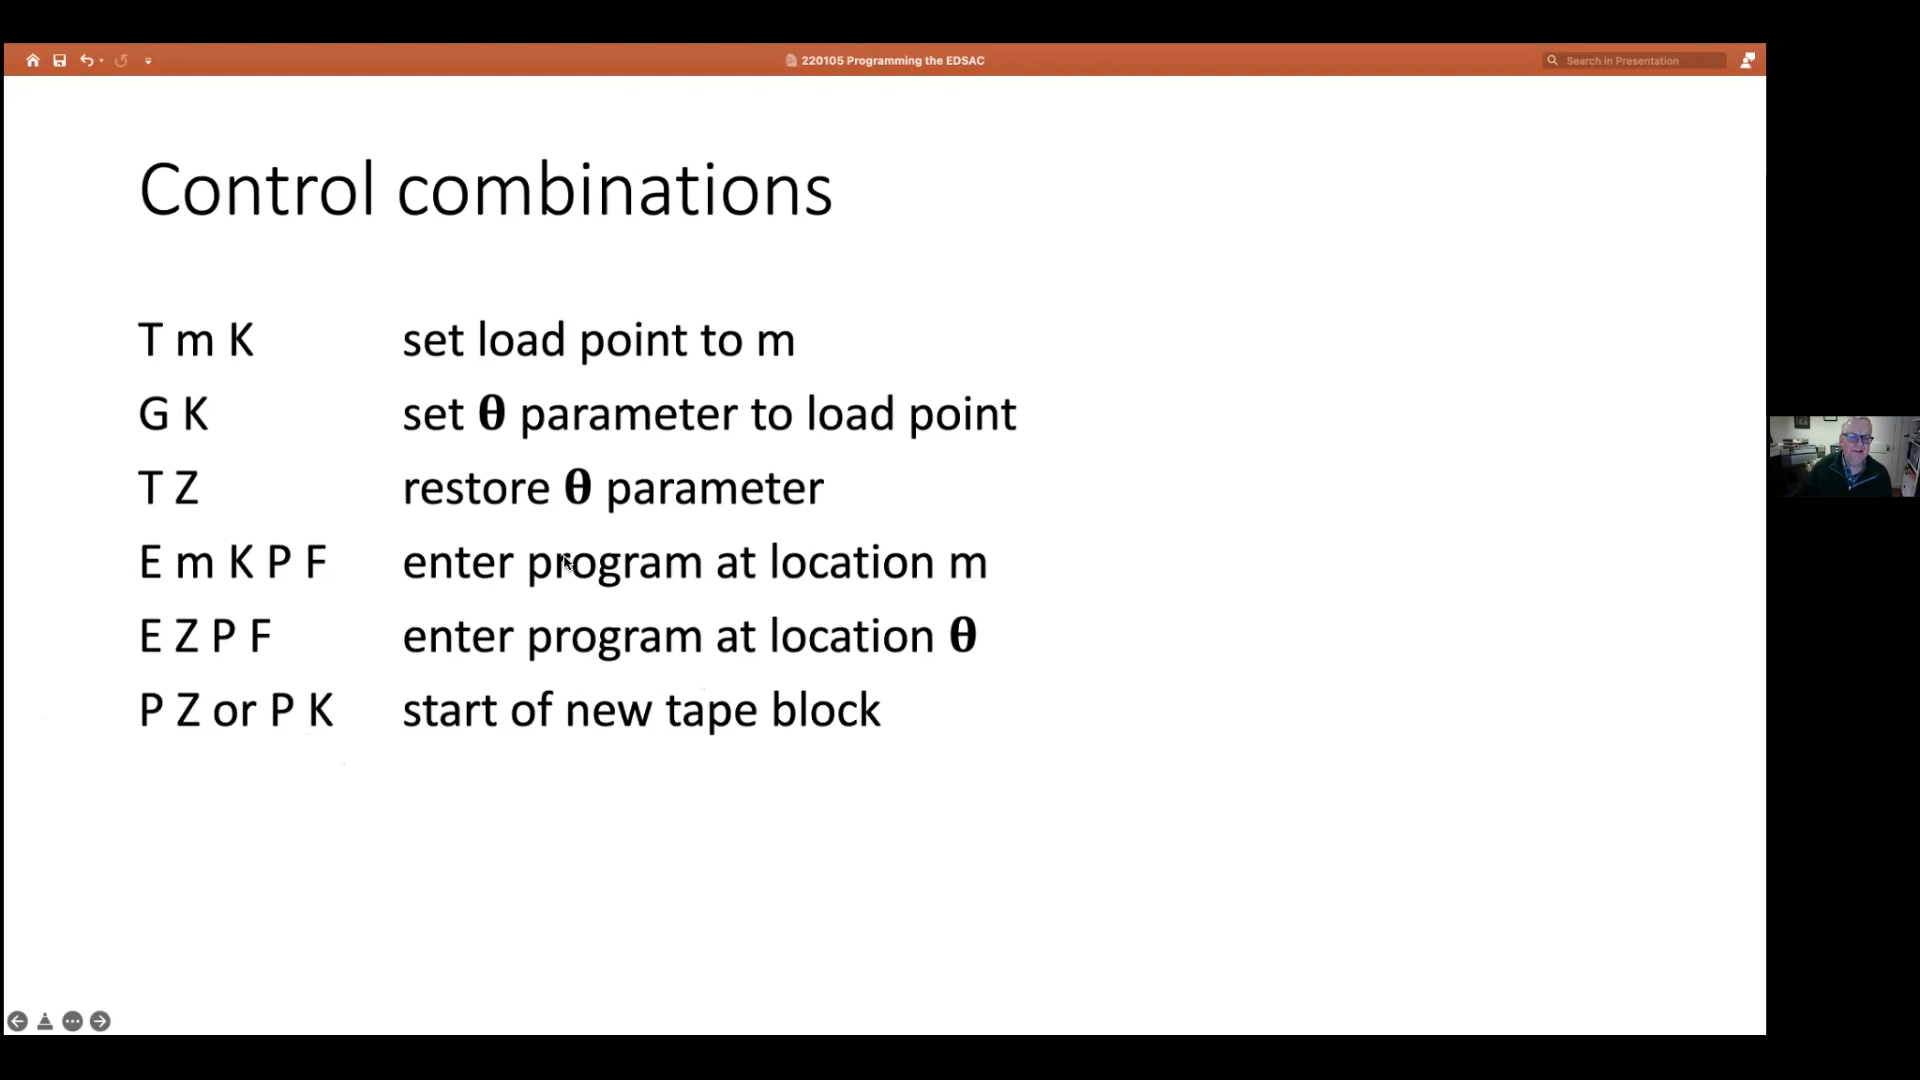 220105 Programming the EDSAC
Search in Presentation
Control combinations
T m K set load point to m
G K set θ parameter to load point
T Z restore θ parameter
E m K P F enter program at location m
E Z P F enter program at location θ
P Z or P K start of new tape block